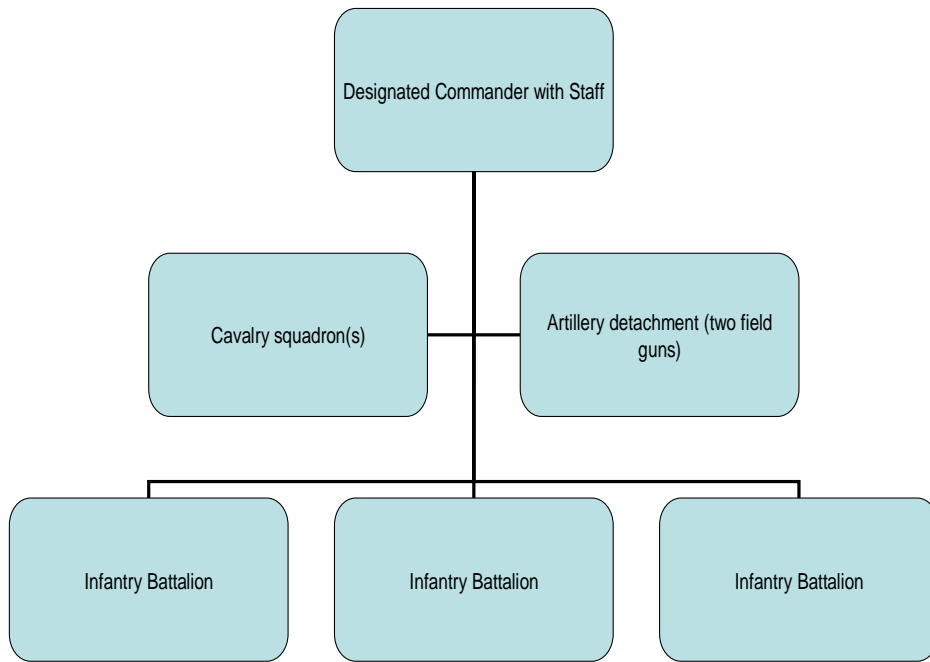 Designated Commander with Staff
Cavalry squadron(s)
Artillery detachment (two field
guns)
Infantry Battalion
Infantry Battalion
Infantry Battalion